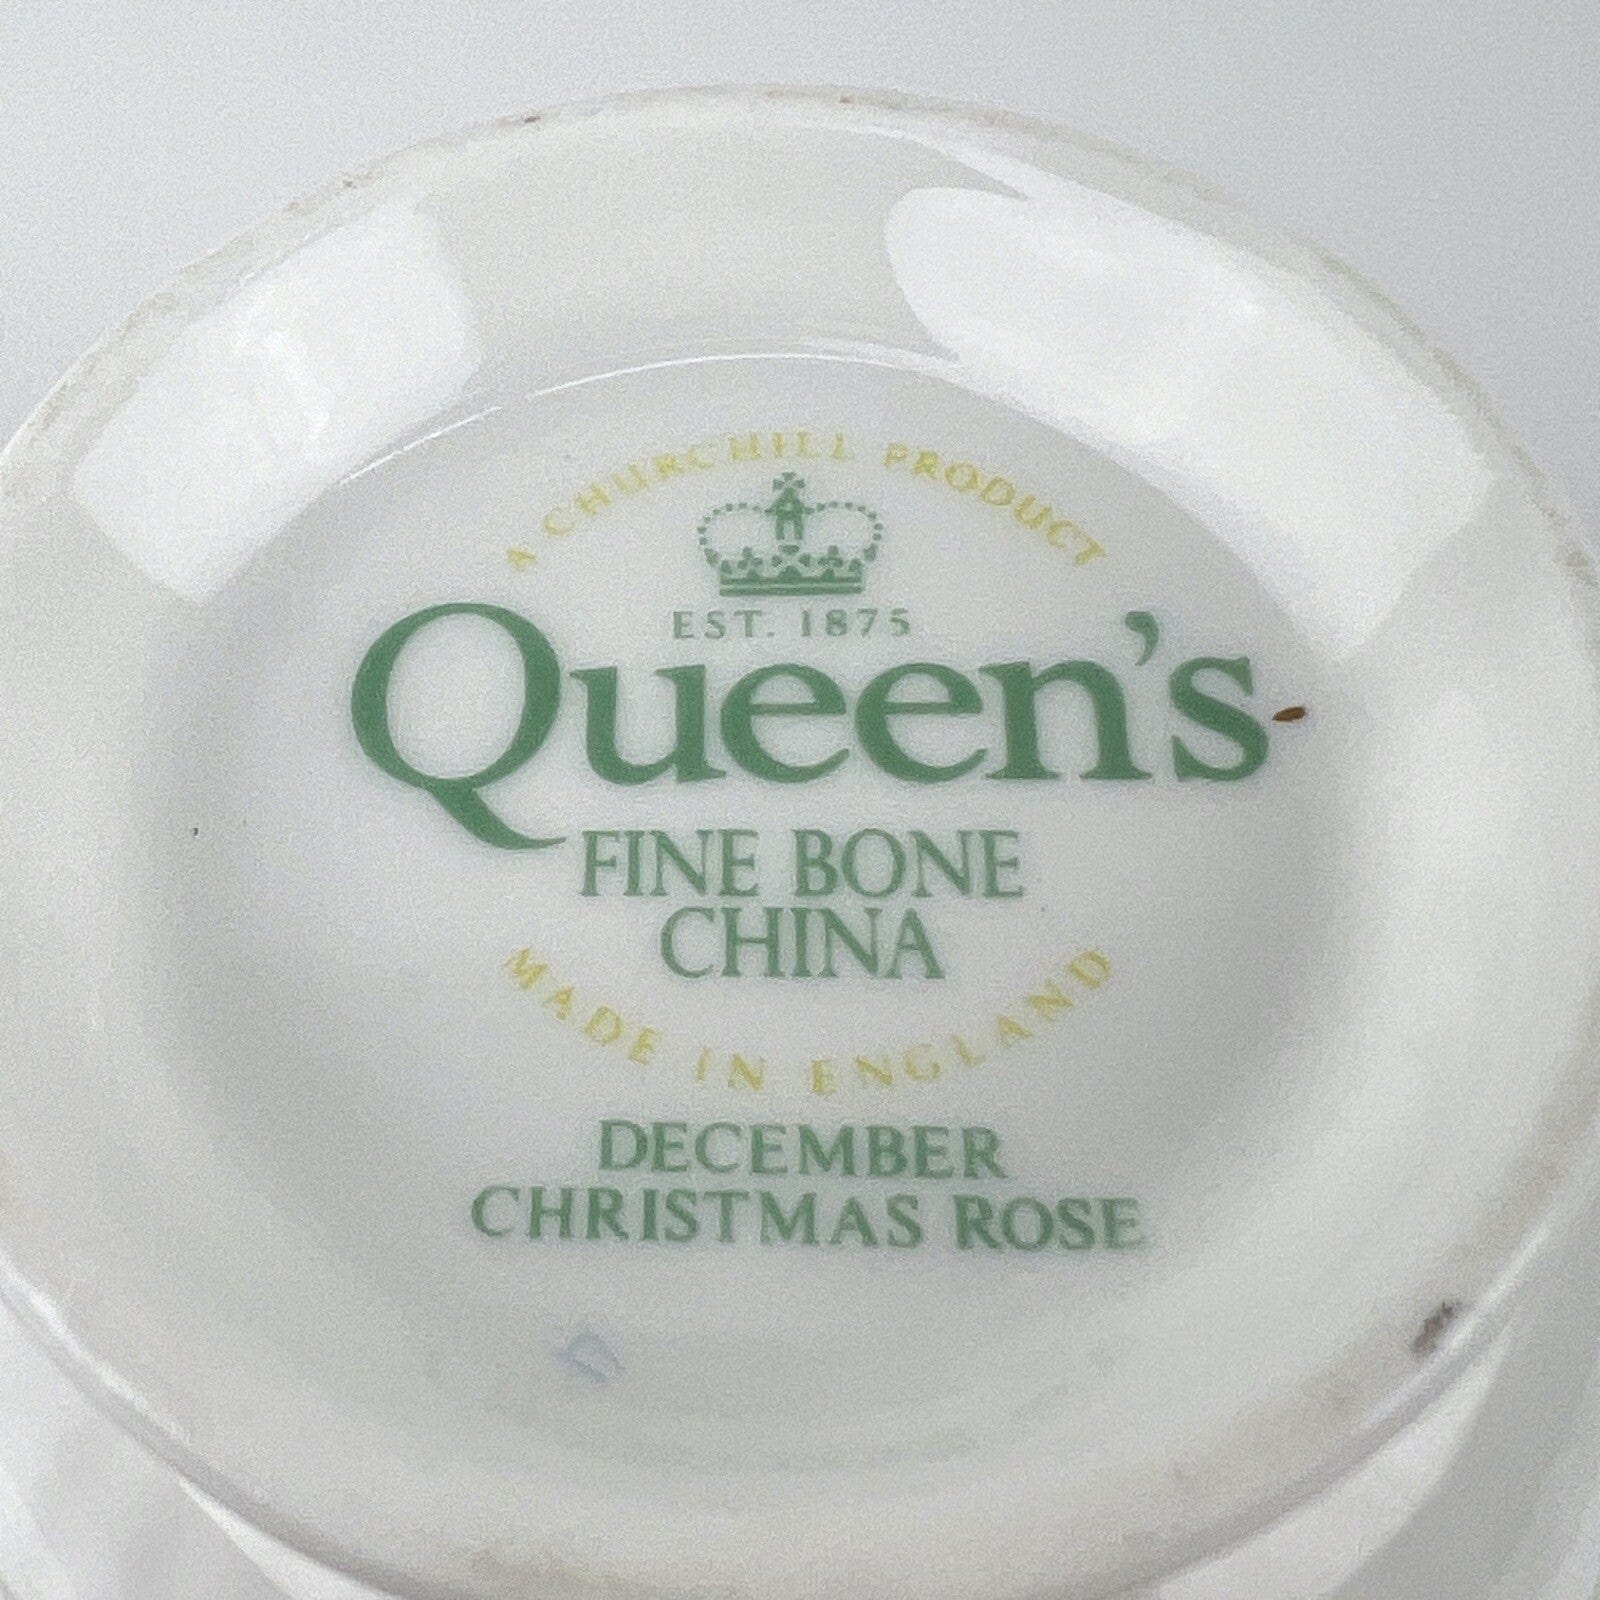 A CHURCHILL PRODUCT
EST. 1875
Queen's
FINE BONE
CHINA
MADE IN ENGLAND
DECEMBER
CHRISTMAS ROSE